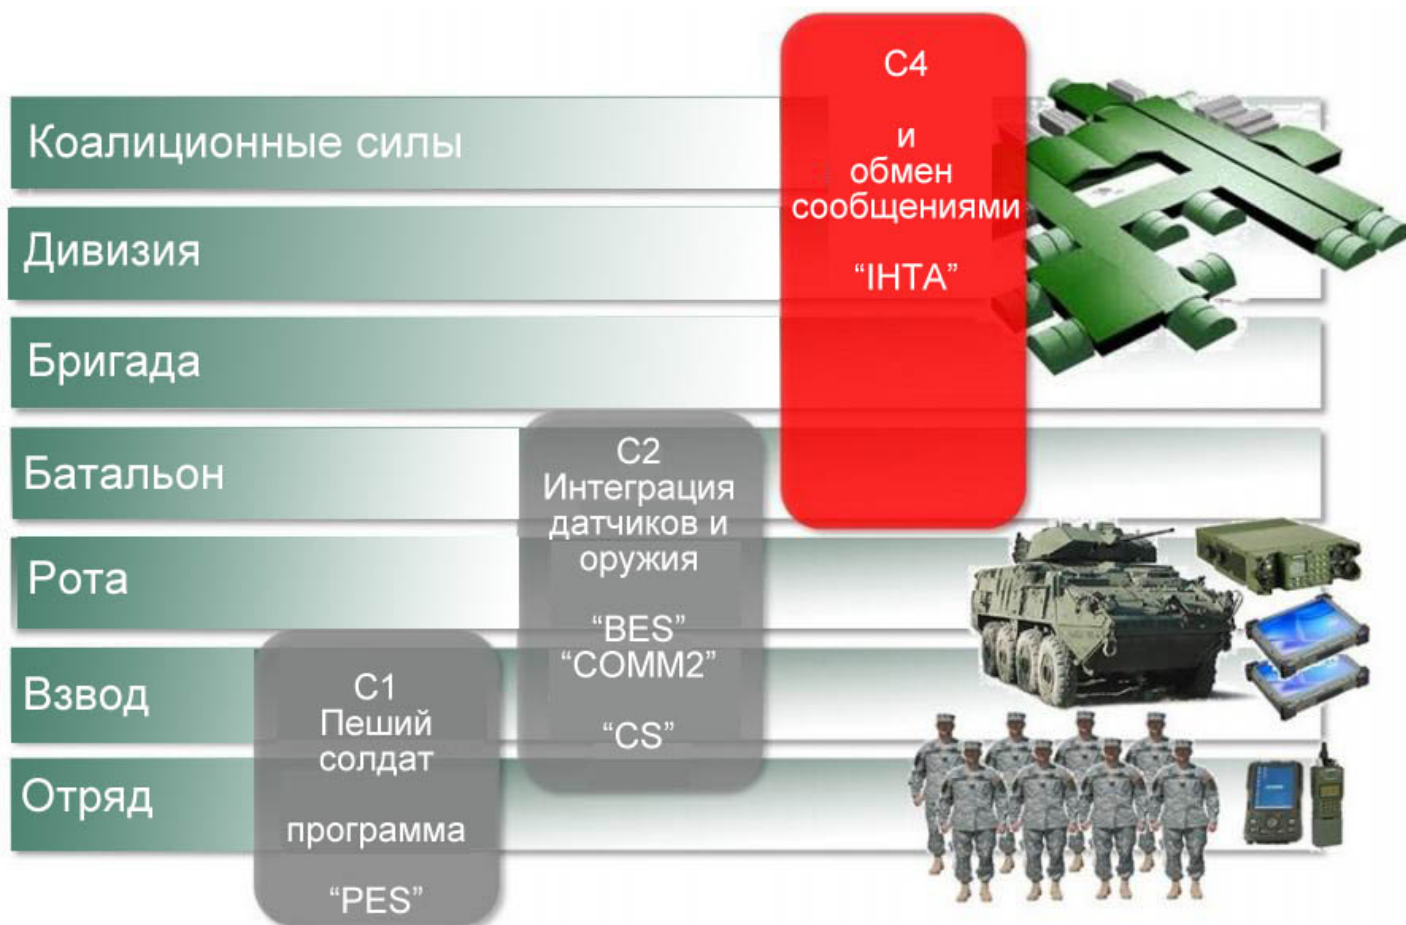 Коалиционные силы
Дивизия
Бригада
Батальон
Рота
Взвод
Отряд
C4
и
обмен
сообщениями
“IHTA”
C2
Интеграция
датчиков и
оружия
“BES”
“COMM2”
“CS”
C1
Пеший
солдат
программа
“PES”